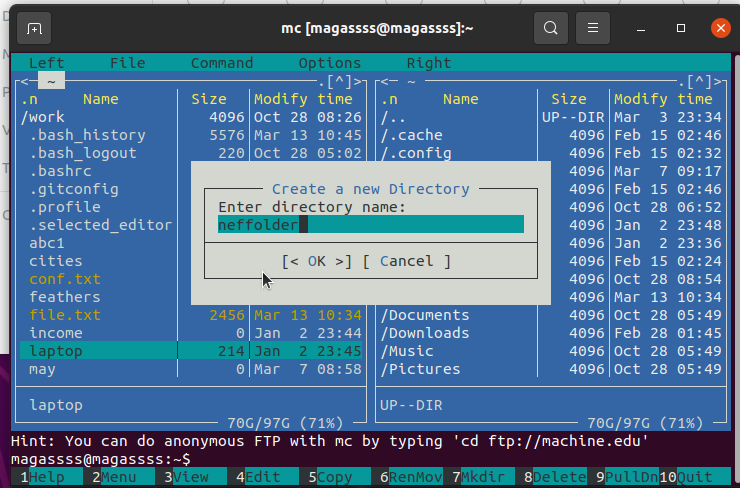 mc [magassss@magassss]:~
Left File Command Options Right
<─ ~ .[^]>
.n Name Size Modify time
/work 4096 Oct 28 08:26
.bash_history 5576 Mar 13 10:45
.bash_logout 220 Oct 28 05:02
.bashrc
.gitconfig
.profile
.selected_editor
abc1
cities
conf.txt
feathers
file.txt 2456 Mar 13 10:34
income 0 Jan 2 23:44
laptop 214 Jan 2 23:45
may 0 Mar 7 08:58
laptop
70G/97G (71%)
<─ ~ .[^]>
.n Name Size Modify time
/.. UP--DIR Mar 3 23:34
/.cache 4096 Feb 15 02:46
/.config 4096 Feb 15 02:32
4096 Mar 7 09:17
4096 Feb 15 02:46
4096 Oct 28 06:52
4096 Jan 2 23:48
4096 Jan 2 23:36
4096 Feb 15 02:24
4096 Oct 28 08:54
4096 Mar 13 10:34
/Documents 4096 Oct 28 05:49
/Downloads 4096 Feb 28 01:45
/Music 4096 Oct 28 05:49
/Pictures 4096 Oct 28 05:49
UP--DIR
70G/97G (71%)
Create a new Directory
Enter directory name:
neffolder
[< OK >] [ Cancel ]
Hint: You can do anonymous FTP with mc by typing 'cd ftp://machine.edu'
magassss@magassss:~$
1Help 2Menu 3View 4Edit 5Copy 6RenMov 7Mkdir 8Delete 9PullDn 10Quit